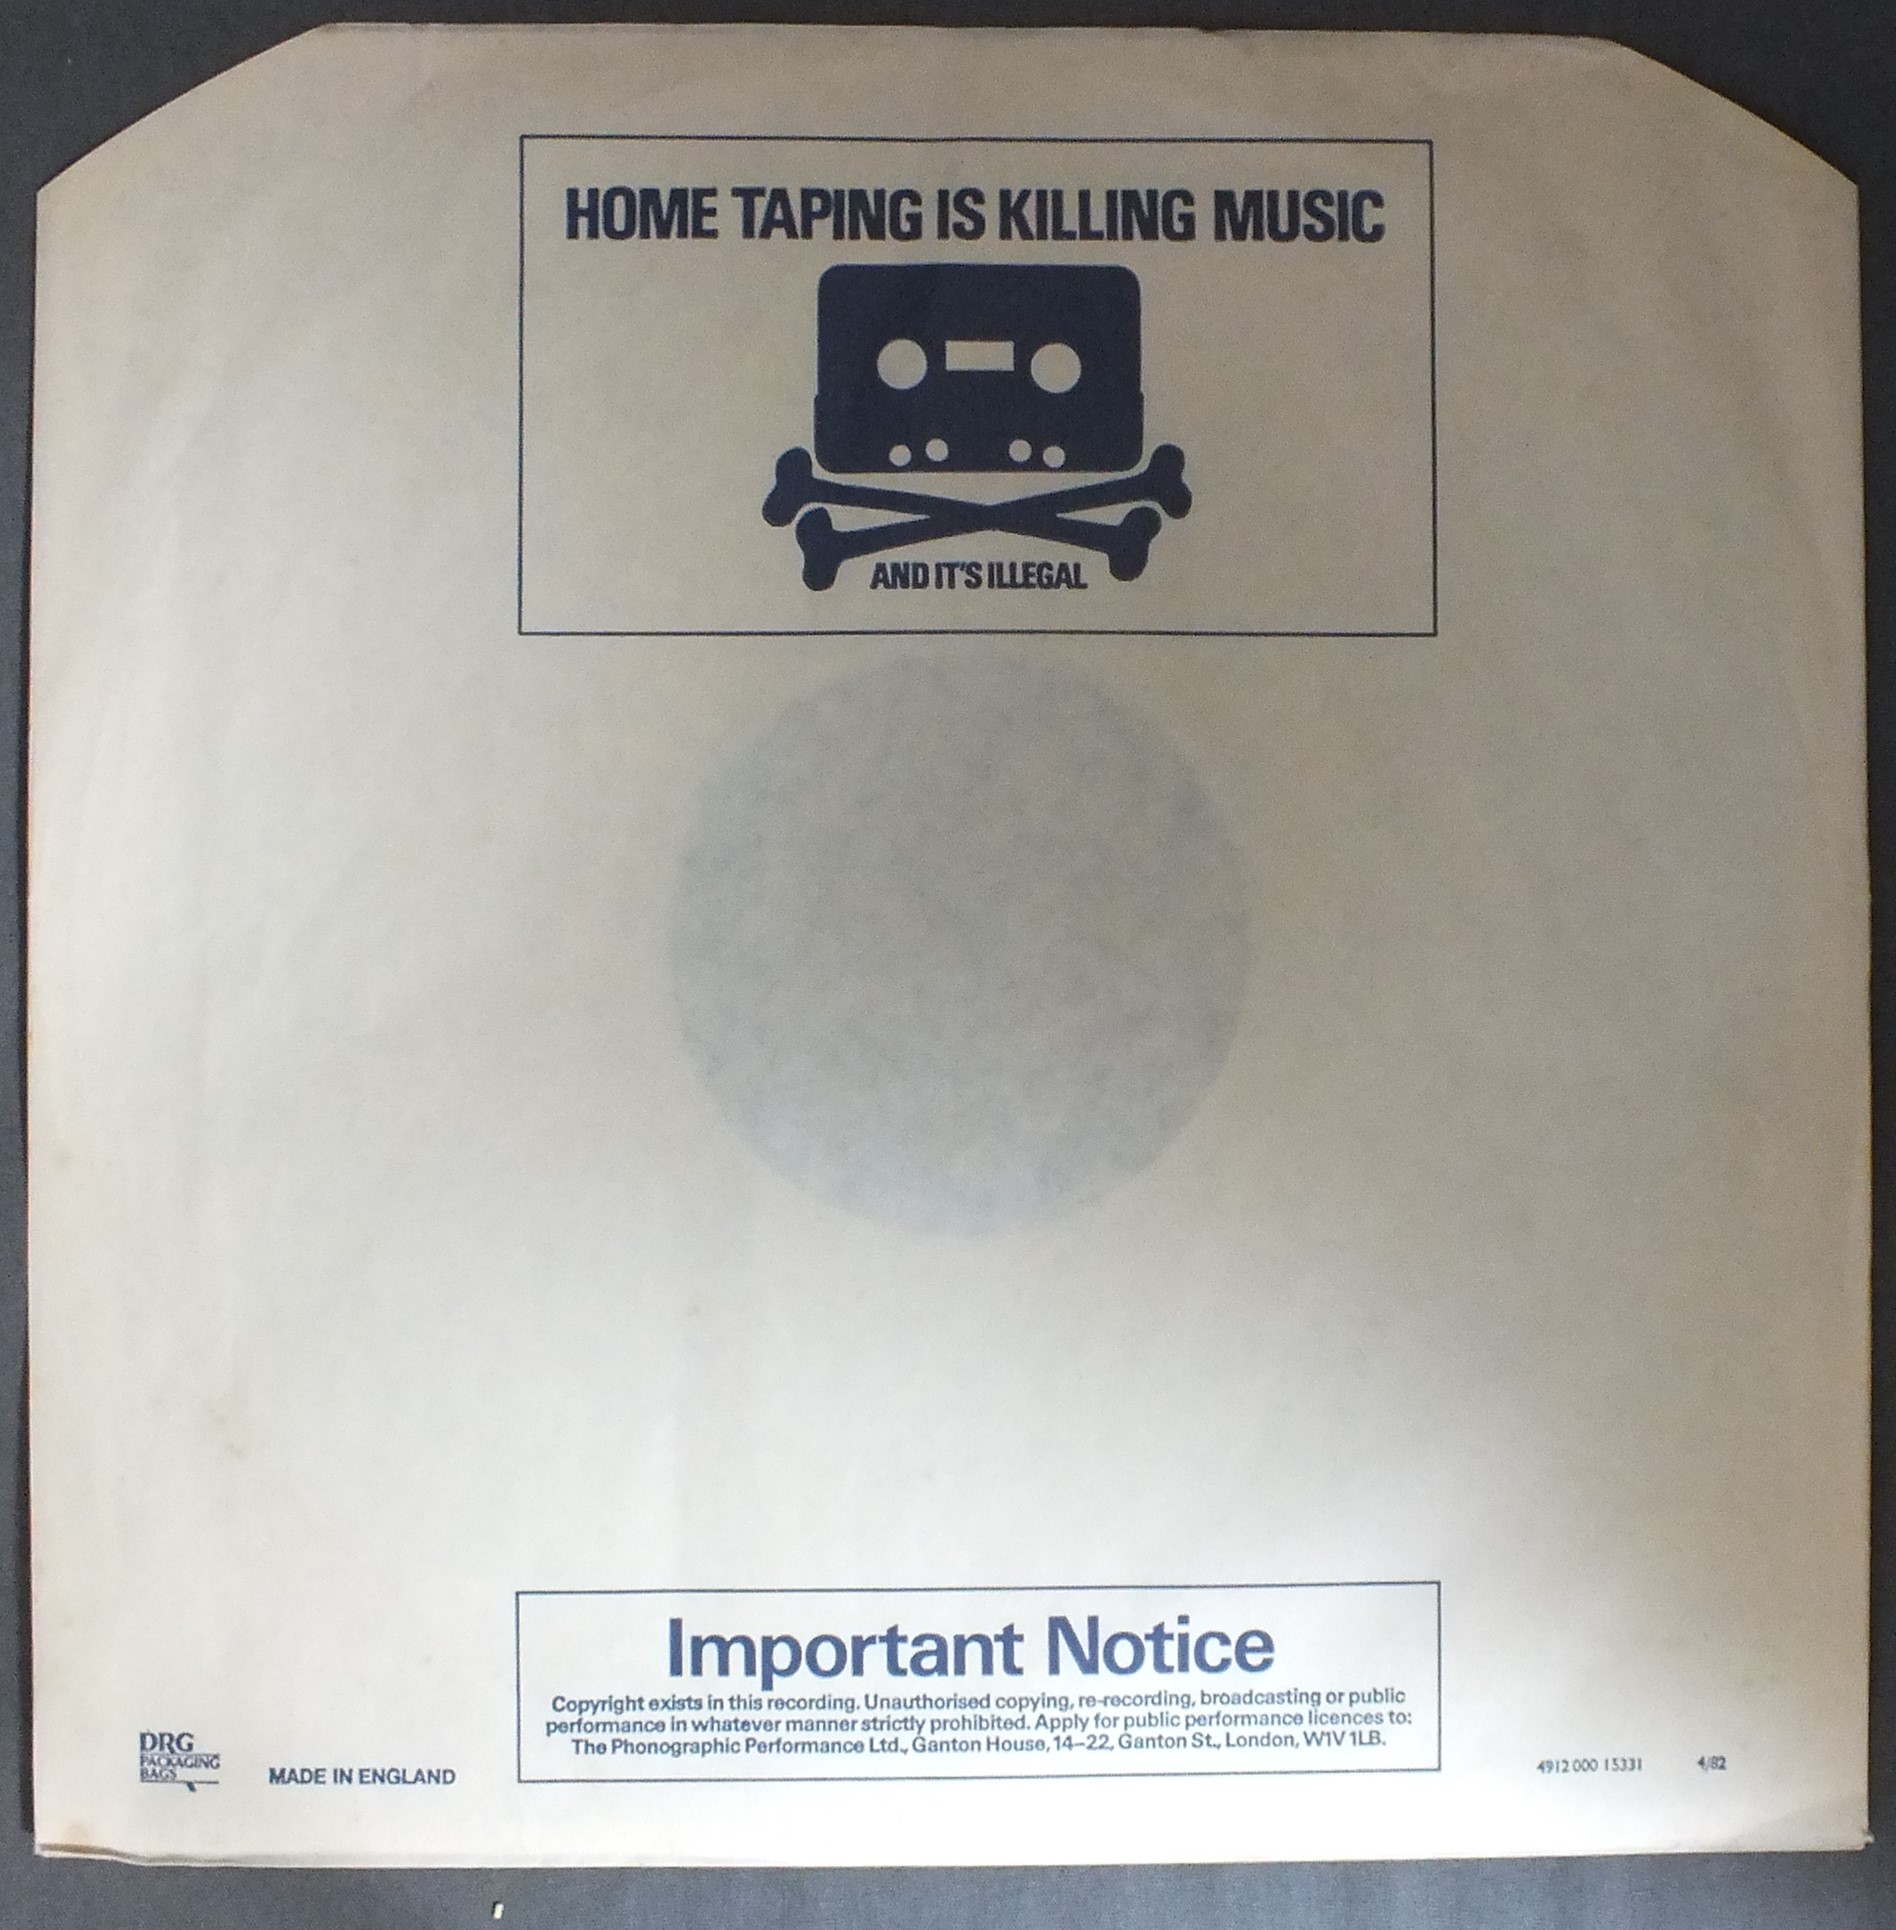 HOME TAPING IS KILLING MUSIC
AND IT'S ILLEGAL
Important Notice
Copyright exists in this recording. Unauthorised copying, re-recording, broadcasting or public
performance in whatever manner strictly prohibited. Apply for public performance licences to:
The Phonographic Performance Ltd., Ganton House, 14–22, Ganton St., London, W1V 1LB.
DRG
PACKAGING
BAGS
MADE IN ENGLAND
4912 000 15331 4/82